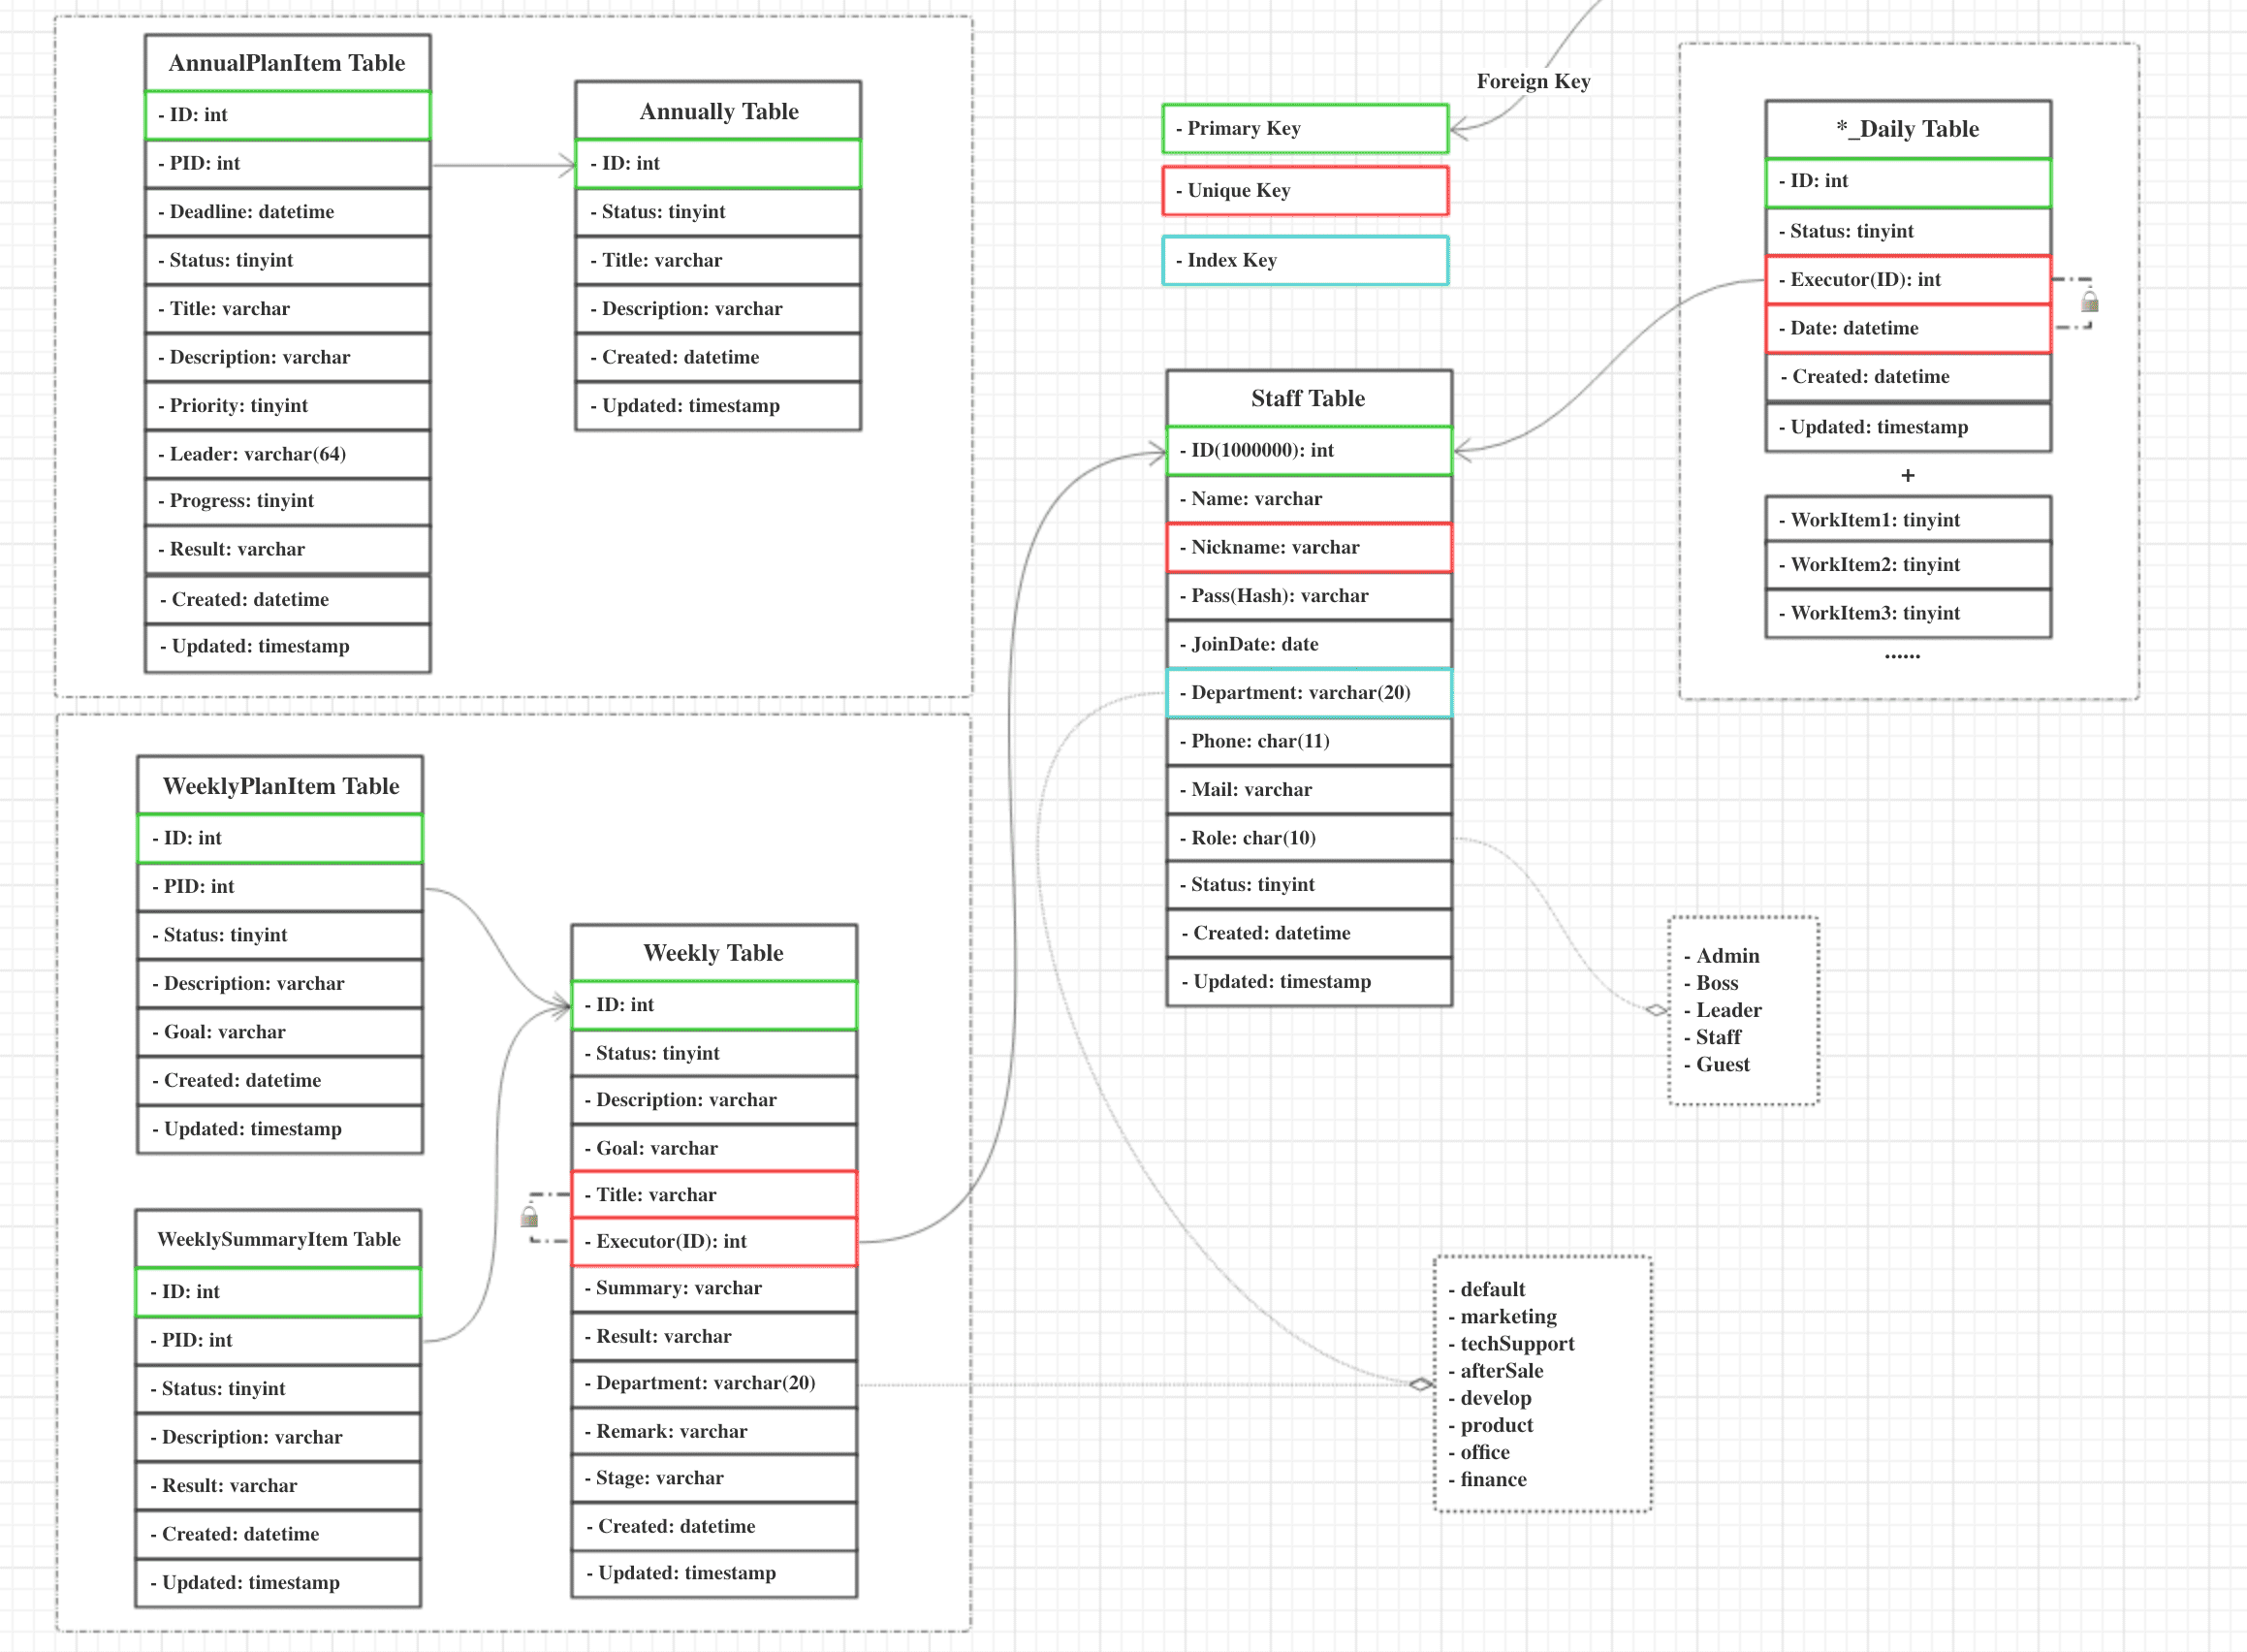 AnnualPlanItem Table
- ID: int
- PID: int
- Deadline: datetime
- Status: tinyint
- Title: varchar
- Description: varchar
- Priority: tinyint
- Leader: varchar(64)
- Progress: tinyint
- Result: varchar
- Created: datetime
- Updated: timestamp
Annually Table
- ID: int
- Status: tinyint
- Title: varchar
- Description: varchar
- Created: datetime
- Updated: timestamp
Foreign Key
- Primary Key
- Unique Key
- Index Key
*_Daily Table
- ID: int
- Status: tinyint
- Executor(ID): int
- Date: datetime
- Created: datetime
- Updated: timestamp
+
- WorkItem1: tinyint
- WorkItem2: tinyint
- WorkItem3: tinyint
......
Staff Table
- ID(1000000): int
- Name: varchar
- Nickname: varchar
- Pass(Hash): varchar
- JoinDate: date
- Department: varchar(20)
- Phone: char(11)
- Mail: varchar
- Role: char(10)
- Status: tinyint
- Created: datetime
- Updated: timestamp
WeeklyPlanItem Table
- ID: int
- PID: int
- Status: tinyint
- Description: varchar
- Goal: varchar
- Created: datetime
- Updated: timestamp
WeeklySummaryItem Table
- ID: int
- PID: int
- Status: tinyint
- Description: varchar
- Result: varchar
- Created: datetime
- Updated: timestamp
Weekly Table
- ID: int
- Status: tinyint
- Description: varchar
- Goal: varchar
- Title: varchar
- Executor(ID): int
- Summary: varchar
- Result: varchar
- Department: varchar(20)
- Remark: varchar
- Stage: varchar
- Created: datetime
- Updated: timestamp
- Admin
- Boss
- Leader
- Staff
- Guest
- default
- marketing
- techSupport
- afterSale
- develop
- product
- office
- finance